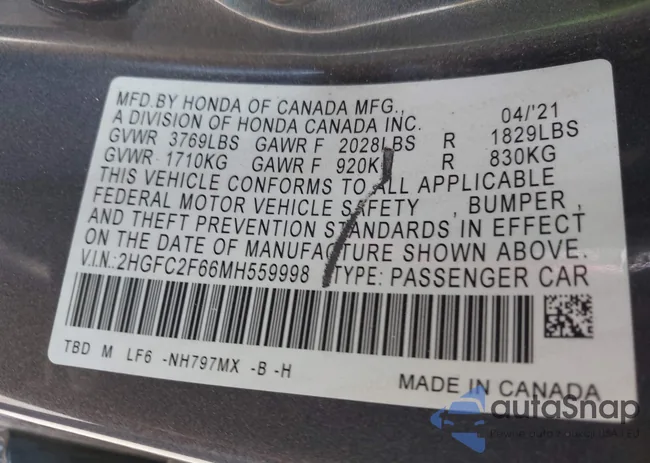 MFD.BY HONDA OF CANADA MFG.,
A DIVISION OF HONDA CANADA INC. 04/'21
GVWR 3769LBS GAWR F 2028LBS R 1829LBS
GVWR 1710KG GAWR F 920KG R 830KG
THIS VEHICLE CONFORMS TO ALL APPLICABLE
FEDERAL MOTOR VEHICLE SAFETY , BUMPER ,
AND THEFT PREVENTION STANDARDS IN EFFECT
ON THE DATE OF MANUFACTURE SHOWN ABOVE.
V.I.N.:2HGFC2F66MH559998 TYPE: PASSENGER CAR
TBD M LF6 -NH797MX -B -H
MADE IN CANADA
autoSnap